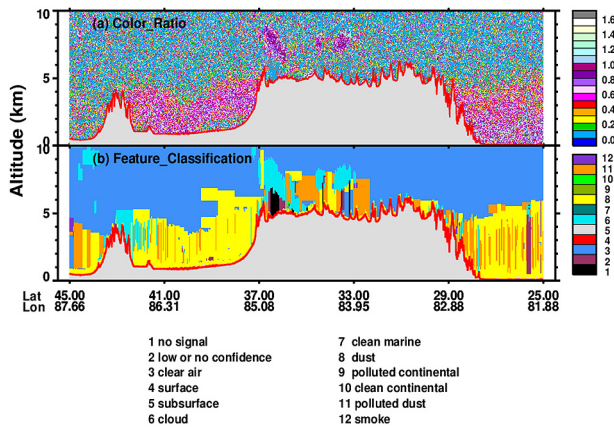 10
(a) Color_Ratio
5
0
10
(b) Feature_Classification
5
0
Altitude (km)
1.6
1.4
1.2
1.0
0.8
0.6
0.4
0.2
0.0
12
11
10
9
8
7
6
5
4
3
2
1
Lat 45.00 41.00 37.00 33.00 29.00 25.00
Lon 87.66 86.31 85.08 83.95 82.88 81.88
1 no signal
2 low or no confidence
3 clear air
4 surface
5 subsurface
6 cloud
7 clean marine
8 dust
9 polluted continental
10 clean continental
11 polluted dust
12 smoke